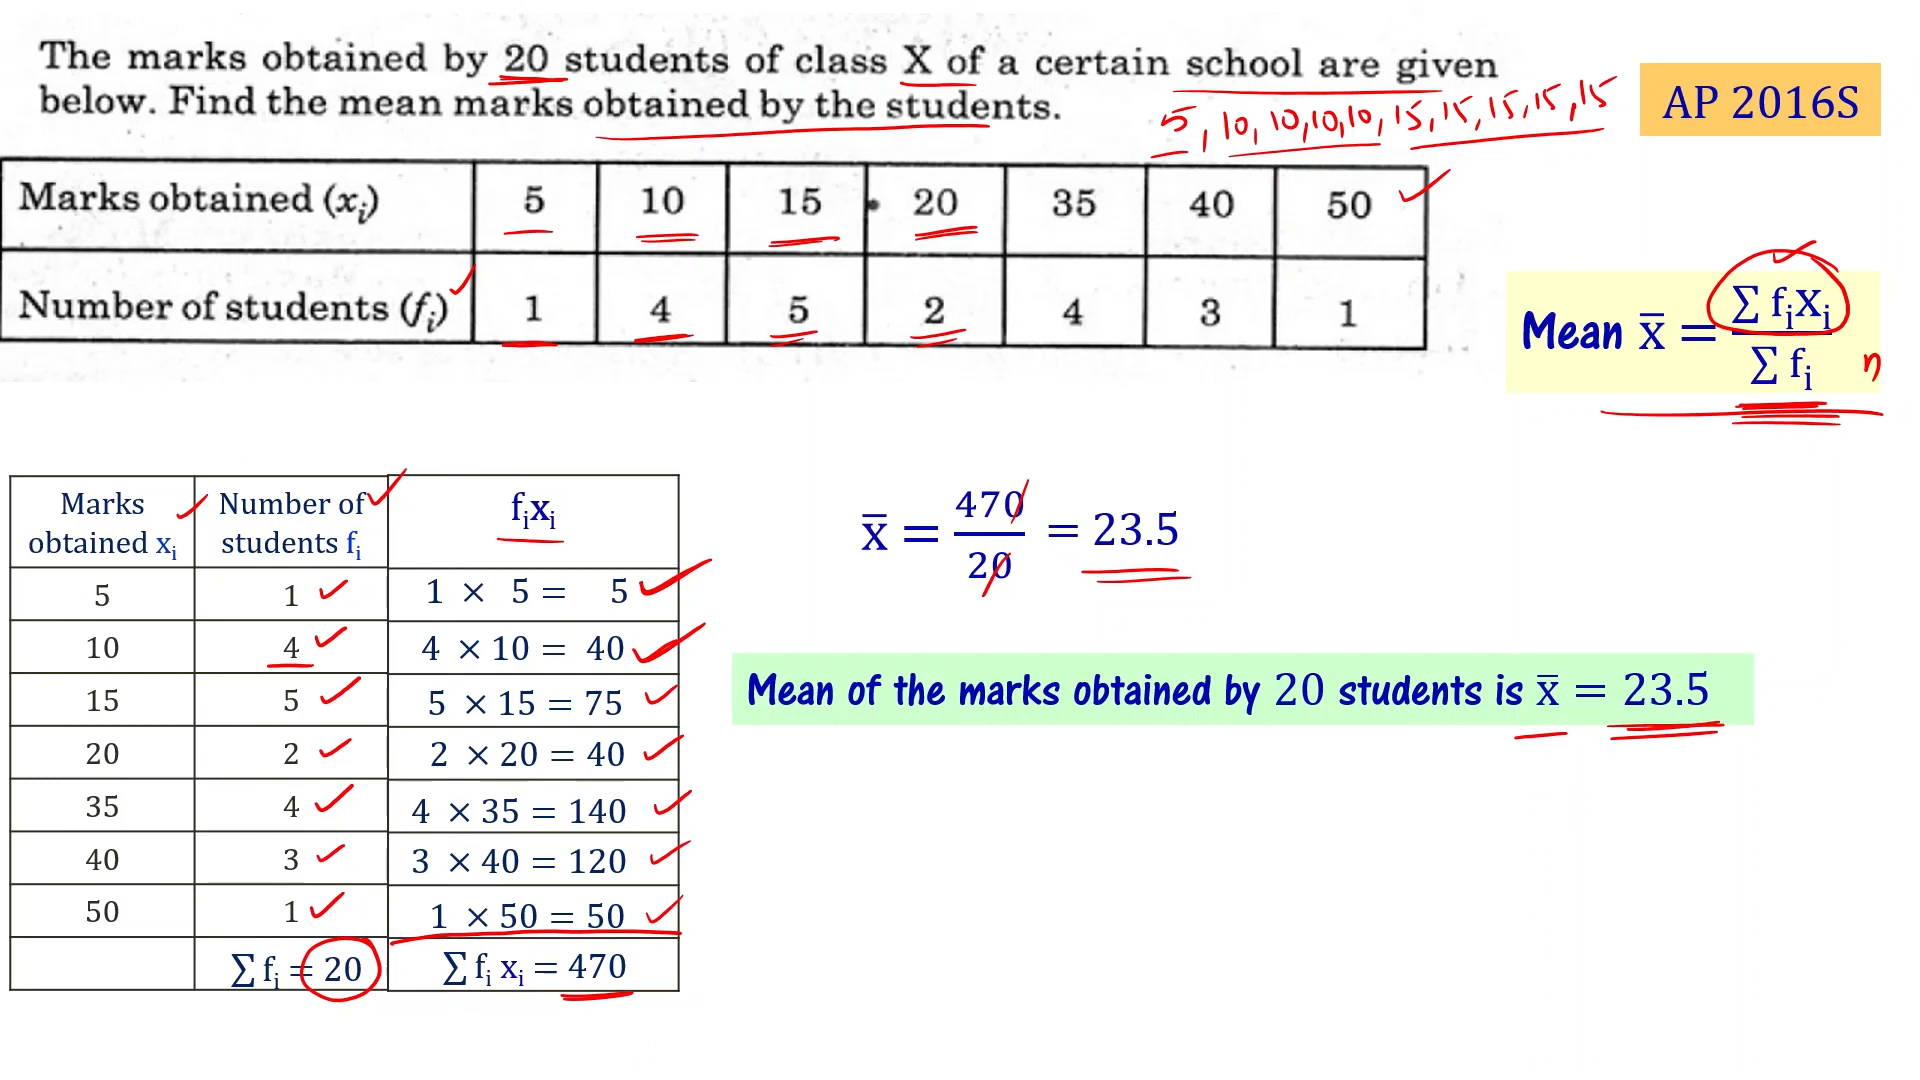 The marks obtained by 20 students of class X of a certain school are given
below. Find the mean marks obtained by the students.
5, 10, 10, 10, 10, 15, 15, 15, 15, 15
AP 2016S
Marks obtained (xi) 5 10 15 20 35 40 50
Number of students (fi) 1 4 5 2 4 3 1
Mean x̅ = ∑ fixi / ∑ fi n
Marks obtained xi Number of students fi fixi
5 1 1 × 5 = 5
10 4 4 × 10 = 40
15 5 5 × 15 = 75
20 2 2 × 20 = 40
35 4 4 × 35 = 140
40 3 3 × 40 = 120
50 1 1 × 50 = 50
∑ fi = 20 ∑ fi xi = 470
x̅ = 470 / 20 = 23.5
Mean of the marks obtained by 20 students is x̅ = 23.5